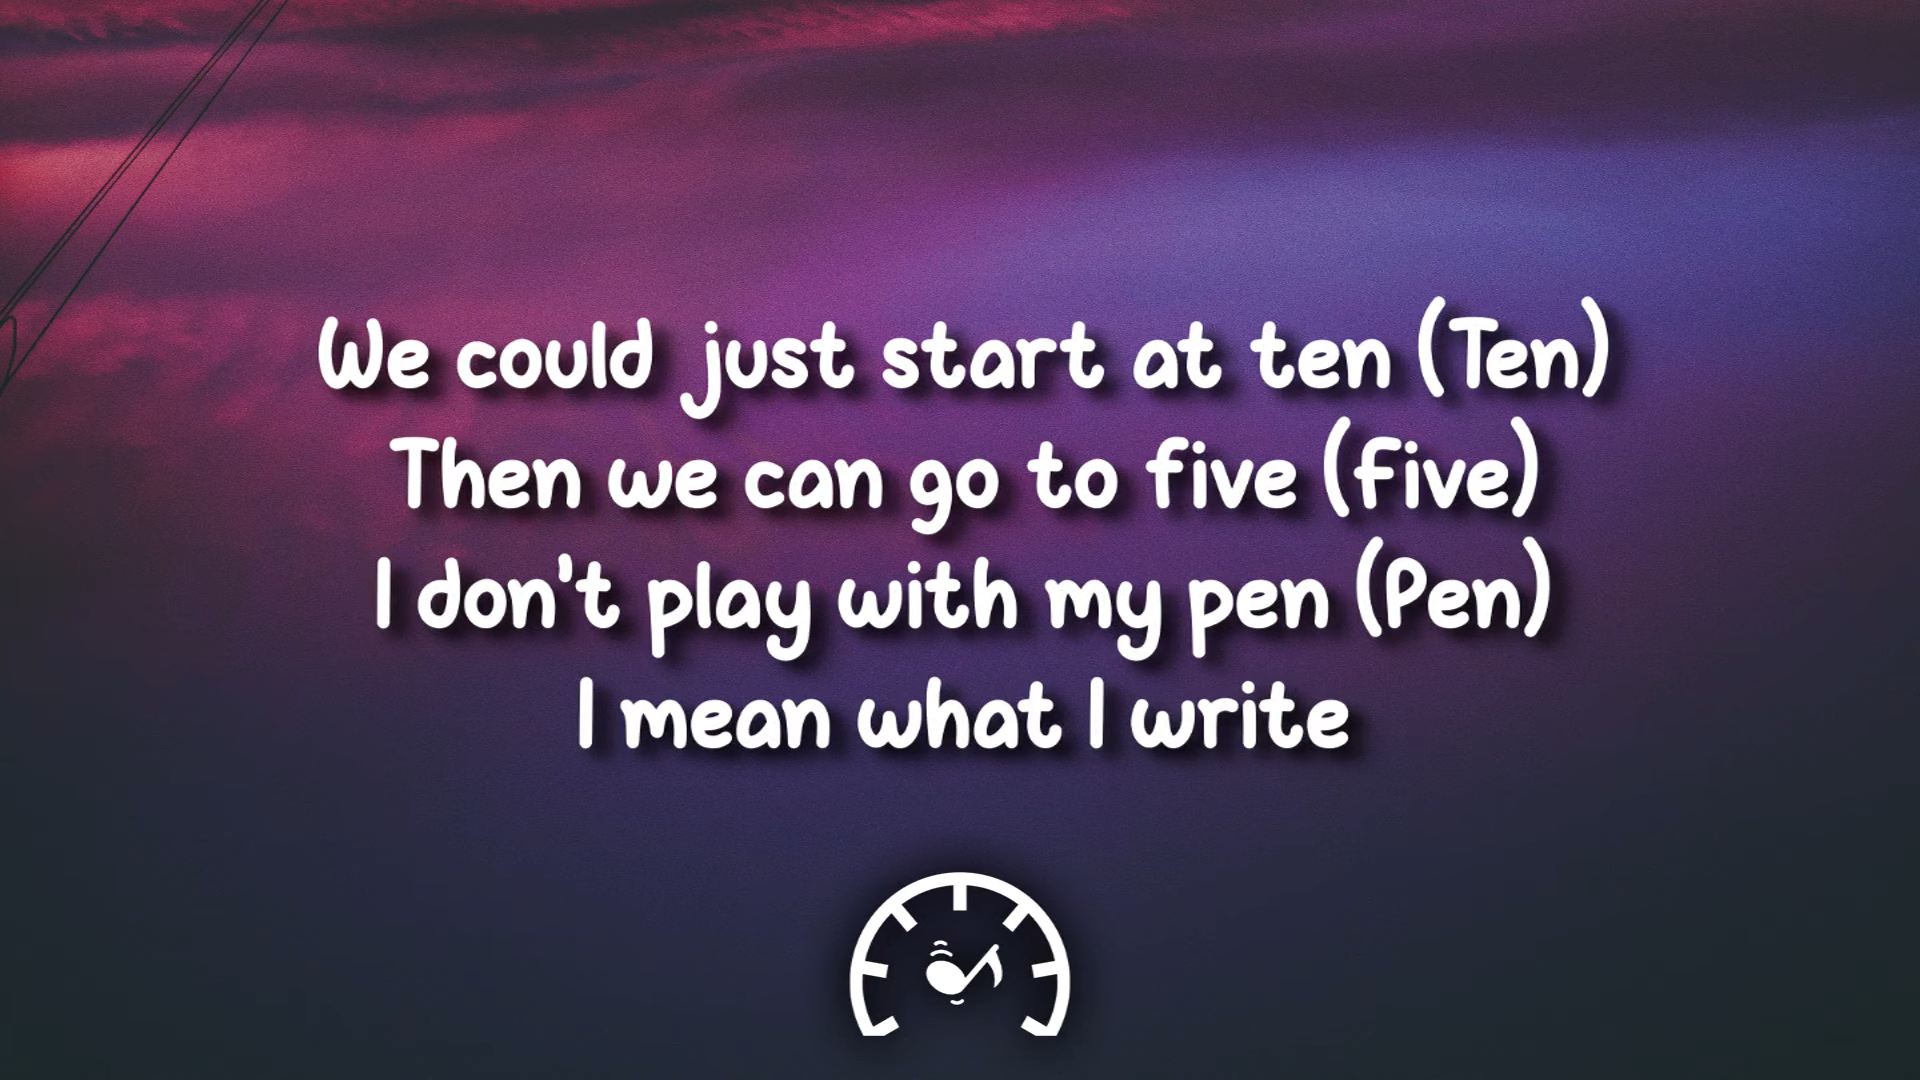 We could just start at ten (Ten)
Then we can go to five (Five)
I don't play with my pen (Pen)
I mean what I write